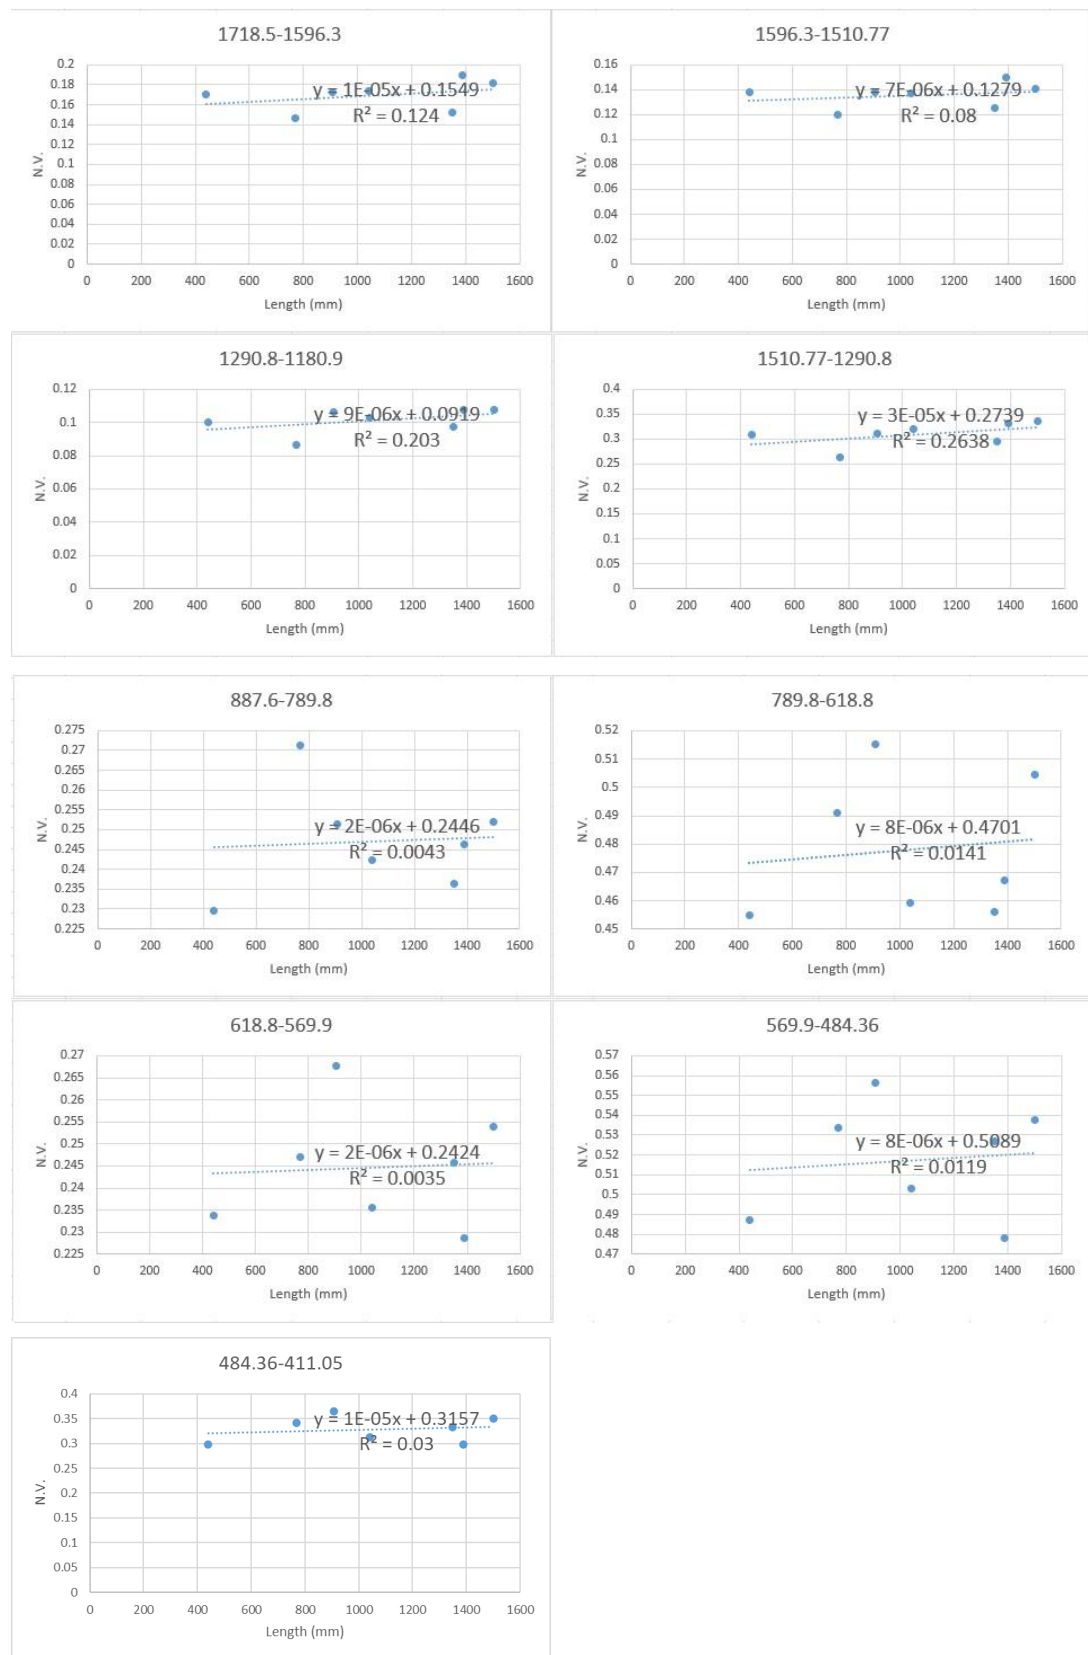 1718.5-1596.3
0.2
0.18
0.16
0.14
0.12
0.1
0.08
0.06
0.04
0.02
0
N.V.
y = 1E-05x + 0.1549
R² = 0.124
0 200 400 600 800 1000 1200 1400 1600
Length (mm)
1596.3-1510.77
0.16
0.14
0.12
0.1
0.08
0.06
0.04
0.02
0
N.V.
y = 7E-06x + 0.1279
R² = 0.08
0 200 400 600 800 1000 1200 1400 1600
Length (mm)
1290.8-1180.9
0.12
0.1
0.08
0.06
0.04
0.02
0
N.V.
y = 9E-06x + 0.0919
R² = 0.203
0 200 400 600 800 1000 1200 1400 1600
Length (mm)
1510.77-1290.8
0.4
0.35
0.3
0.25
0.2
0.15
0.1
0.05
0
N.V.
y = 3E-05x + 0.2739
R² = 0.2638
0 200 400 600 800 1000 1200 1400 1600
Length (mm)
887.6-789.8
0.275
0.27
0.265
0.26
0.255
0.25
0.245
0.24
0.235
0.23
0.225
N.V.
y = 2E-06x + 0.2446
R² = 0.0043
0 200 400 600 800 1000 1200 1400 1600
Length (mm)
789.8-618.8
0.52
0.51
0.5
0.49
0.48
0.47
0.46
0.45
N.V.
y = 8E-06x + 0.4701
R² = 0.0141
0 200 400 600 800 1000 1200 1400 1600
Length (mm)
618.8-569.9
0.27
0.265
0.26
0.255
0.25
0.245
0.24
0.235
0.23
0.225
N.V.
y = 2E-06x + 0.2424
R² = 0.0035
0 200 400 600 800 1000 1200 1400 1600
Length (mm)
569.9-484.36
0.57
0.56
0.55
0.54
0.53
0.52
0.51
0.5
0.49
0.48
0.47
N.V.
y = 8E-06x + 0.5089
R² = 0.0119
0 200 400 600 800 1000 1200 1400 1600
Length (mm)
484.36-411.05
0.4
0.35
0.3
0.25
0.2
0.15
0.1
0.05
0
N.V.
y = 1E-05x + 0.3157
R² = 0.03
0 200 400 600 800 1000 1200 1400 1600
Length (mm)